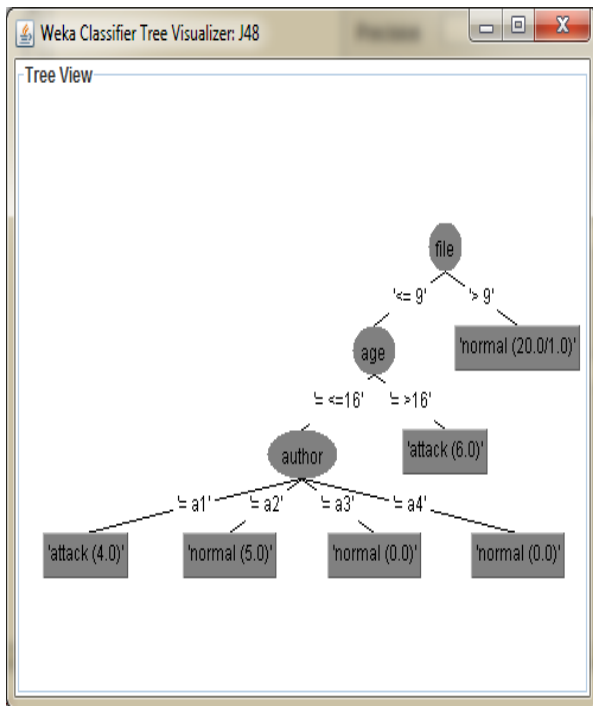 Weka Classifier Tree Visualizer: J48
Precision
Tree View
file
'<= 9' '> 9'
age 'normal (20.0/1.0)'
'= <=16' '= >16'
author 'attack (6.0)'
'= a1' '= a2' '= a3' '= a4'
'attack (4.0)' 'normal (5.0)' 'normal (0.0)' 'normal (0.0)'